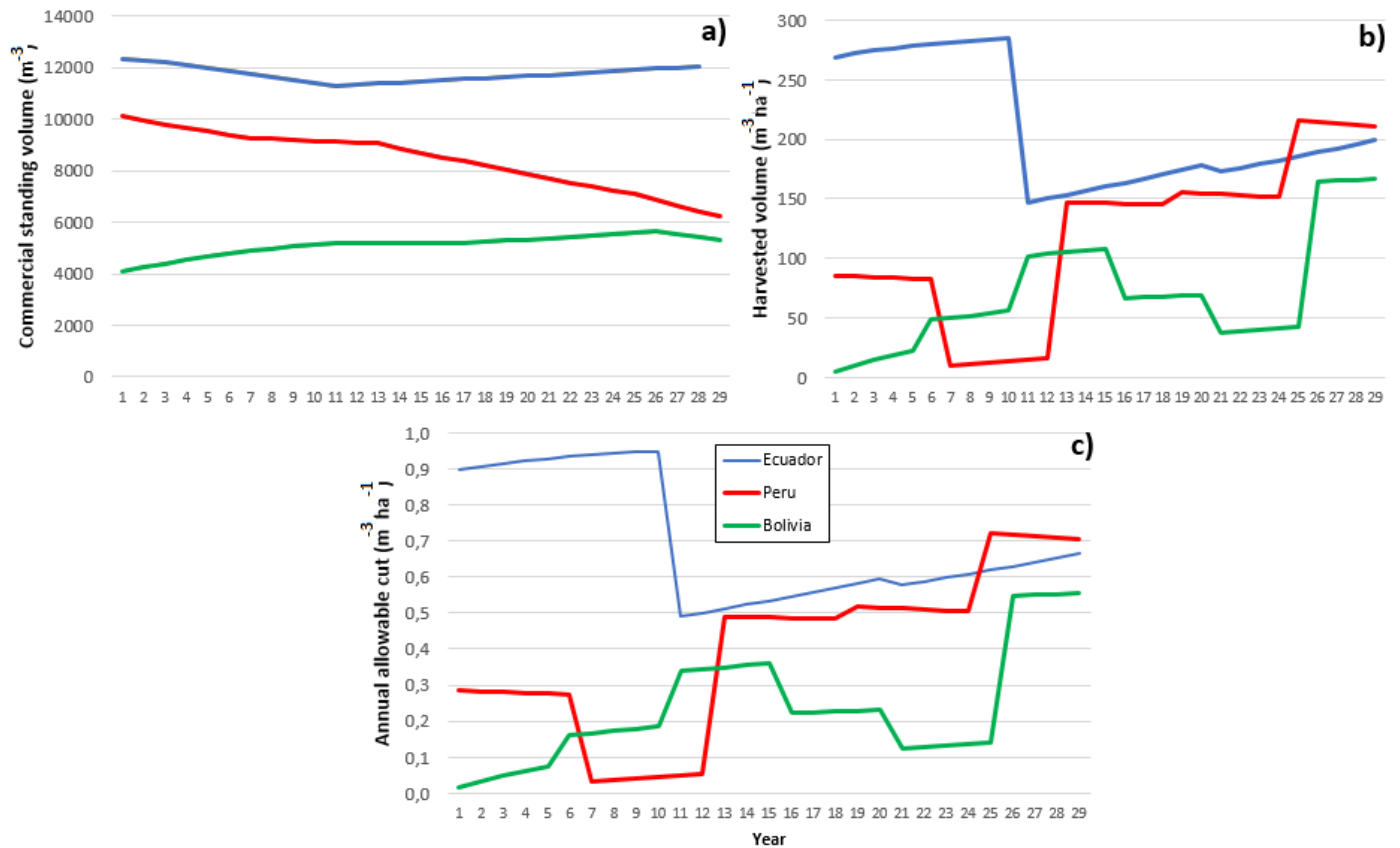 a)
Commercial standing volume (m-3)
14000
12000
10000
8000
6000
4000
2000
0
1 2 3 4 5 6 7 8 9 10 11 12 13 14 15 16 17 18 19 20 21 22 23 24 25 26 27 28 29
b)
Harvested volume (m-3 ha-1)
300
250
200
150
100
50
0
1 2 3 4 5 6 7 8 9 10 11 12 13 14 15 16 17 18 19 20 21 22 23 24 25 26 27 28 29
c)
Annual allowable cut (m-3 ha-1)
1,0
0,9
0,8
0,7
0,6
0,5
0,4
0,3
0,2
0,1
0,0
Ecuador
Peru
Bolivia
1 2 3 4 5 6 7 8 9 10 11 12 13 14 15 16 17 18 19 20 21 22 23 24 25 26 27 28 29
Year